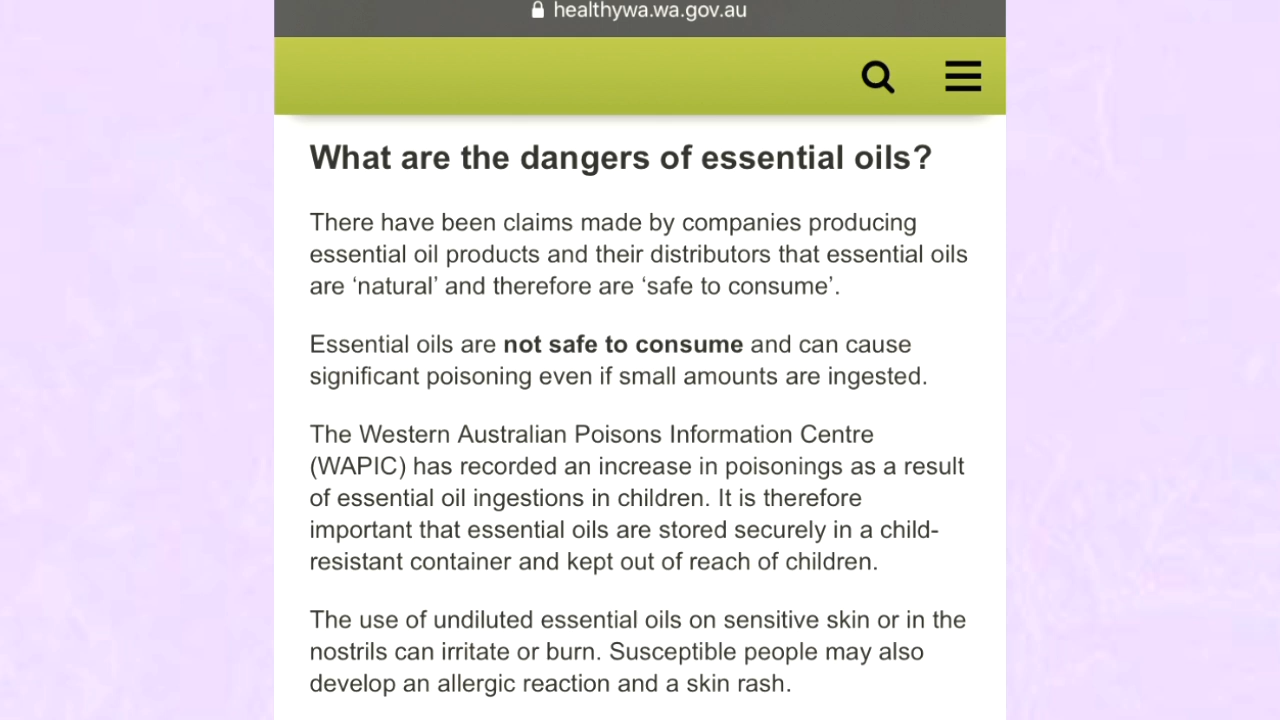 healthywa.wa.gov.au
What are the dangers of essential oils?
There have been claims made by companies producing
essential oil products and their distributors that essential oils
are ‘natural’ and therefore are ‘safe to consume’.
Essential oils are not safe to consume and can cause
significant poisoning even if small amounts are ingested.
The Western Australian Poisons Information Centre
(WAPIC) has recorded an increase in poisonings as a result
of essential oil ingestions in children. It is therefore
important that essential oils are stored securely in a child-
resistant container and kept out of reach of children.
The use of undiluted essential oils on sensitive skin or in the
nostrils can irritate or burn. Susceptible people may also
develop an allergic reaction and a skin rash.